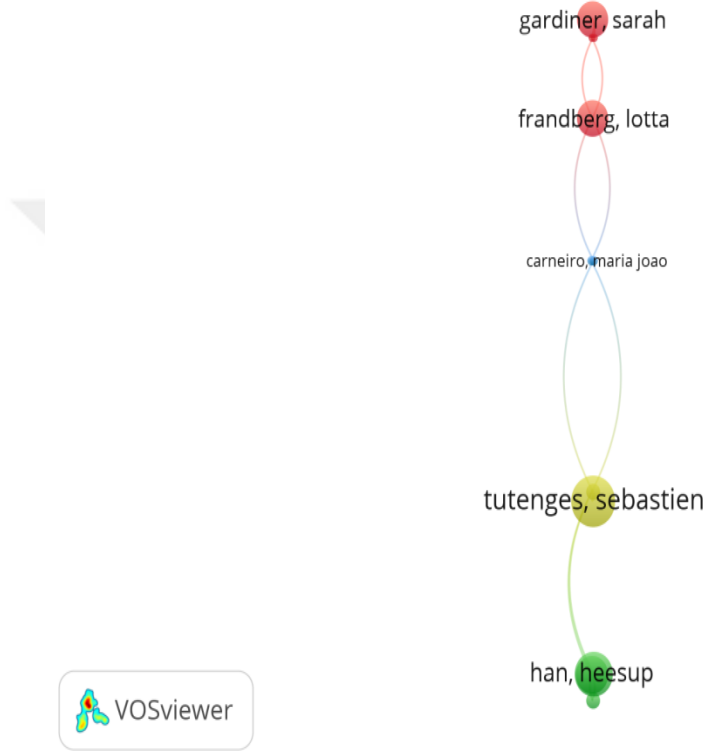 gardiner, sarah
frandberg, lotta
carneiro, maria joao
tutenges, sebastien
han, heesup
VOSviewer